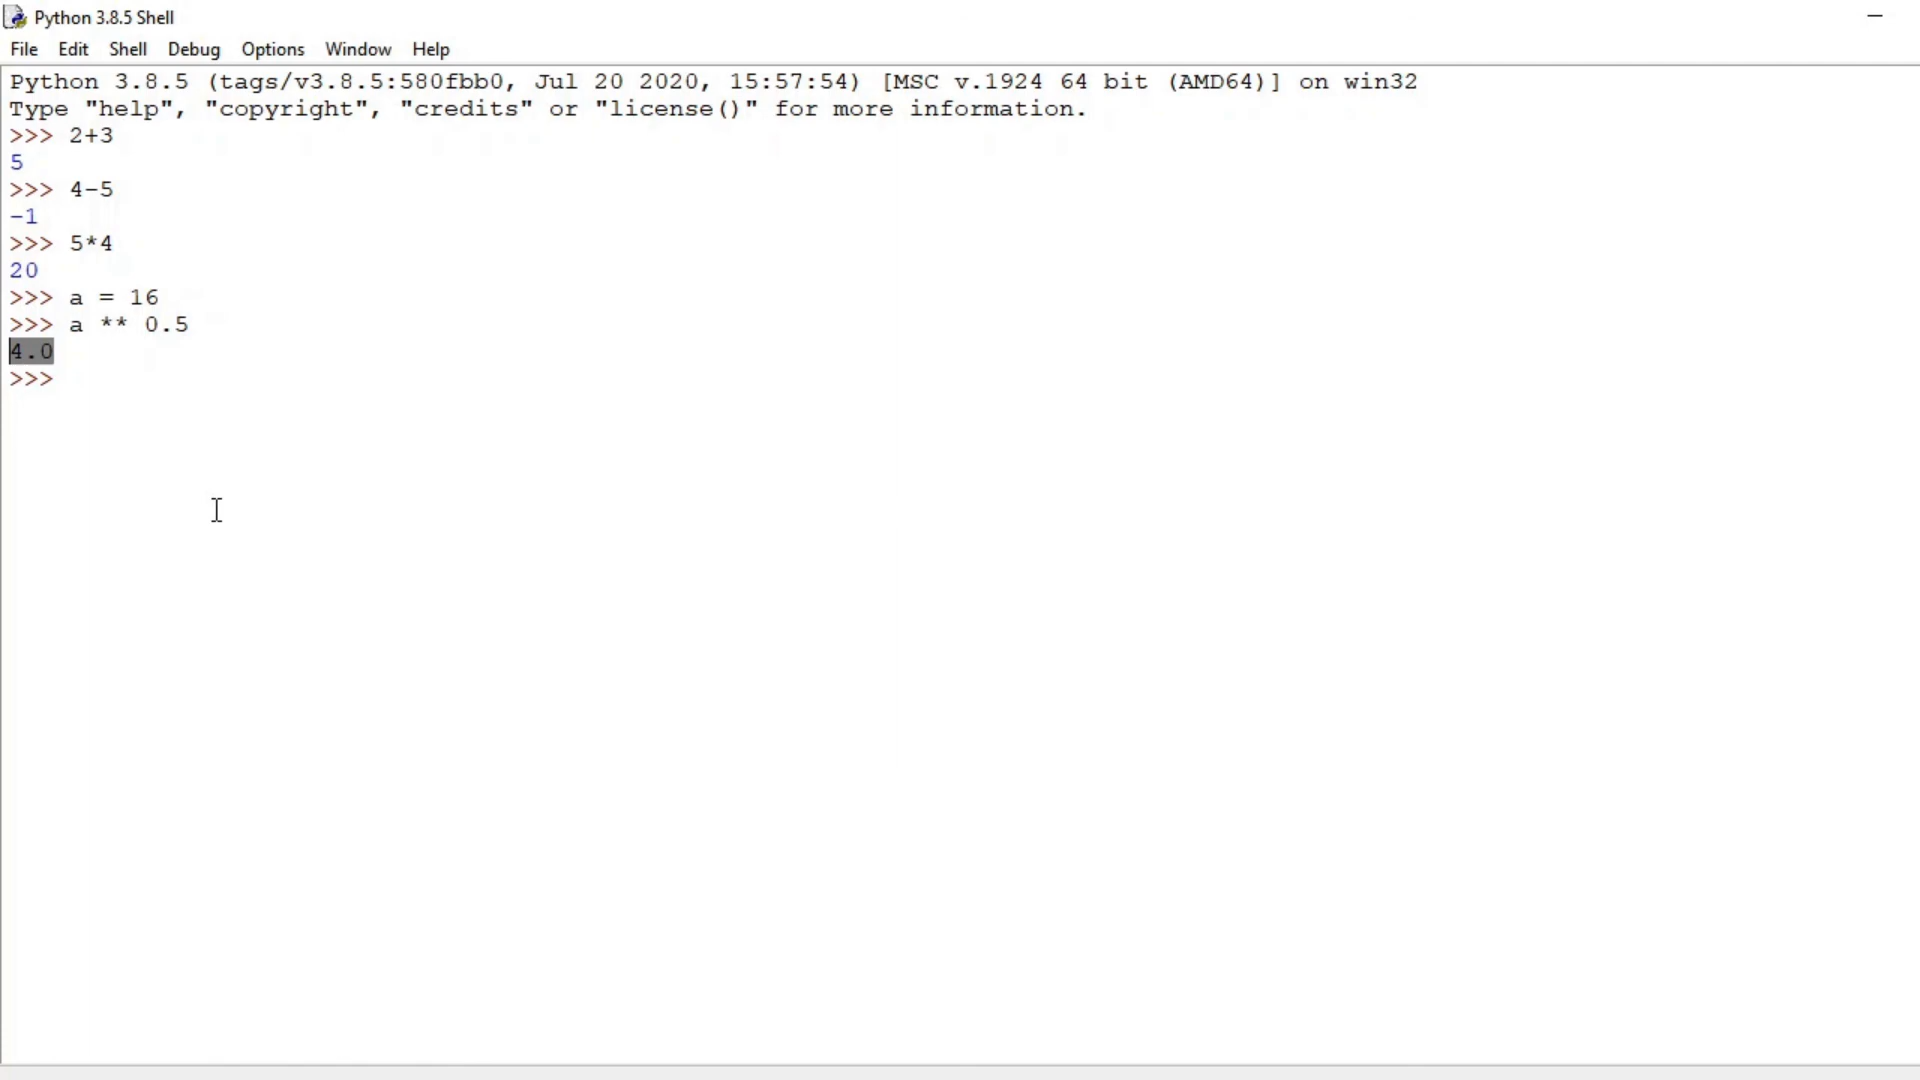 Python 3.8.5 Shell
File Edit Shell Debug Options Window Help
Python 3.8.5 (tags/v3.8.5:580fbb0, Jul 20 2020, 15:57:54) [MSC v.1924 64 bit (AMD64)] on win32
Type "help", "copyright", "credits" or "license()" for more information.
>>> 2+3
5
>>> 4-5
-1
>>> 5*4
20
>>> a = 16
>>> a ** 0.5
4.0
>>>